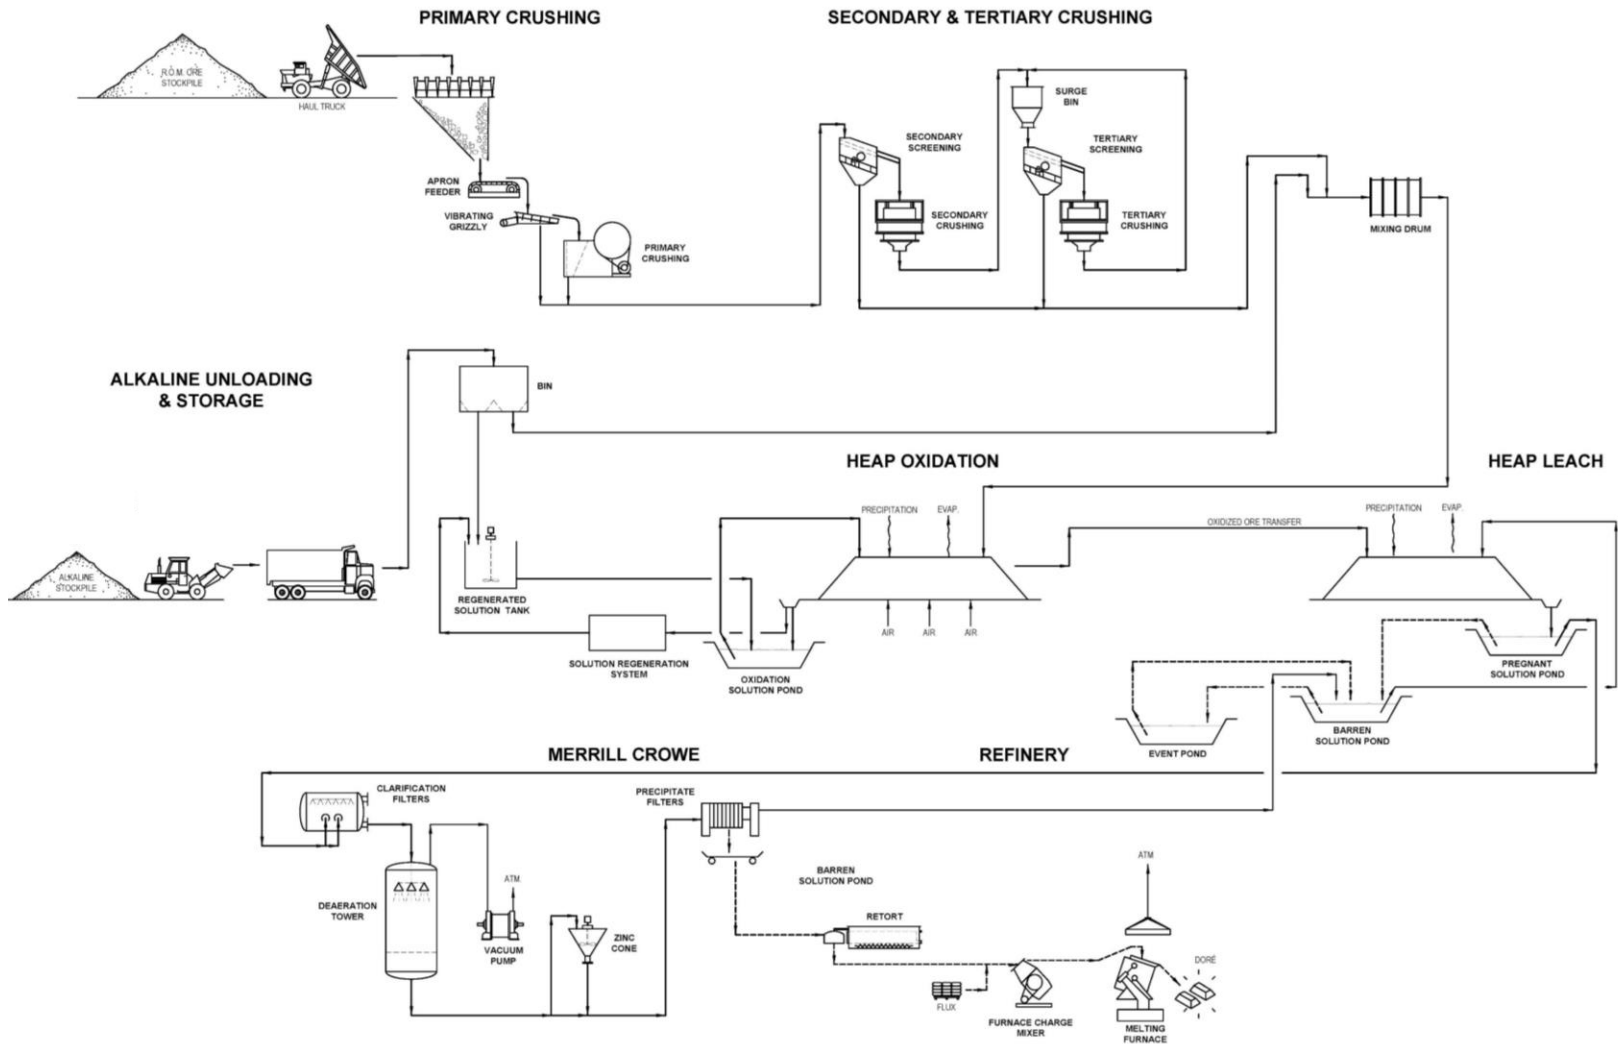 PRIMARY CRUSHING
SECONDARY & TERTIARY CRUSHING
R.O.M. ORE
STOCKPILE
HAUL TRUCK
APRON
FEEDER
VIBRATING
GRIZZLY
PRIMARY
CRUSHING
SECONDARY
SCREENING
SURGE
BIN
TERTIARY
SCREENING
SECONDARY
CRUSHING
TERTIARY
CRUSHING
MIXING DRUM
ALKALINE UNLOADING
& STORAGE
BIN
HEAP OXIDATION
HEAP LEACH
PRECIPITATION
EVAP.
OXIDIZED ORE TRANSFER
PRECIPITATION
EVAP.
ALKALINE
STOCKPILE
REGENERATED
SOLUTION TANK
AIR
AIR
AIR
SOLUTION REGENERATION
SYSTEM
OXIDATION
SOLUTION POND
PREGNANT
SOLUTION POND
EVENT POND
BARREN
SOLUTION POND
MERRILL CROWE
REFINERY
CLARIFICATION
FILTERS
PRECIPITATE
FILTERS
DEAERATION
TOWER
ATM.
VACUUM
PUMP
ZINC
CONE
BARREN
SOLUTION POND
RETORT
FLUX
FURNACE CHARGE
MIXER
ATM
MELTING
FURNACE
DORÉ